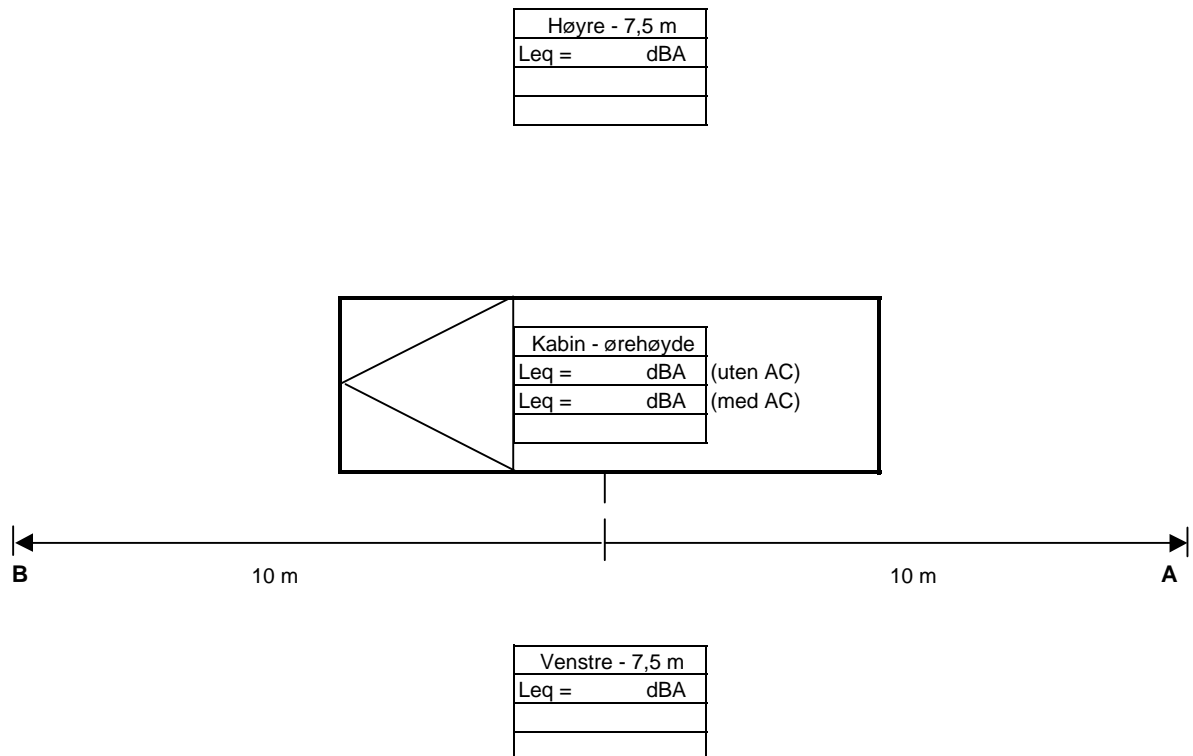 Høyre - 7,5 m
Leq = dBA
Kabin - ørehøyde
Leq = dBA (uten AC)
Leq = dBA (med AC)
B 10 m 10 m A
Venstre - 7,5 m
Leq = dBA